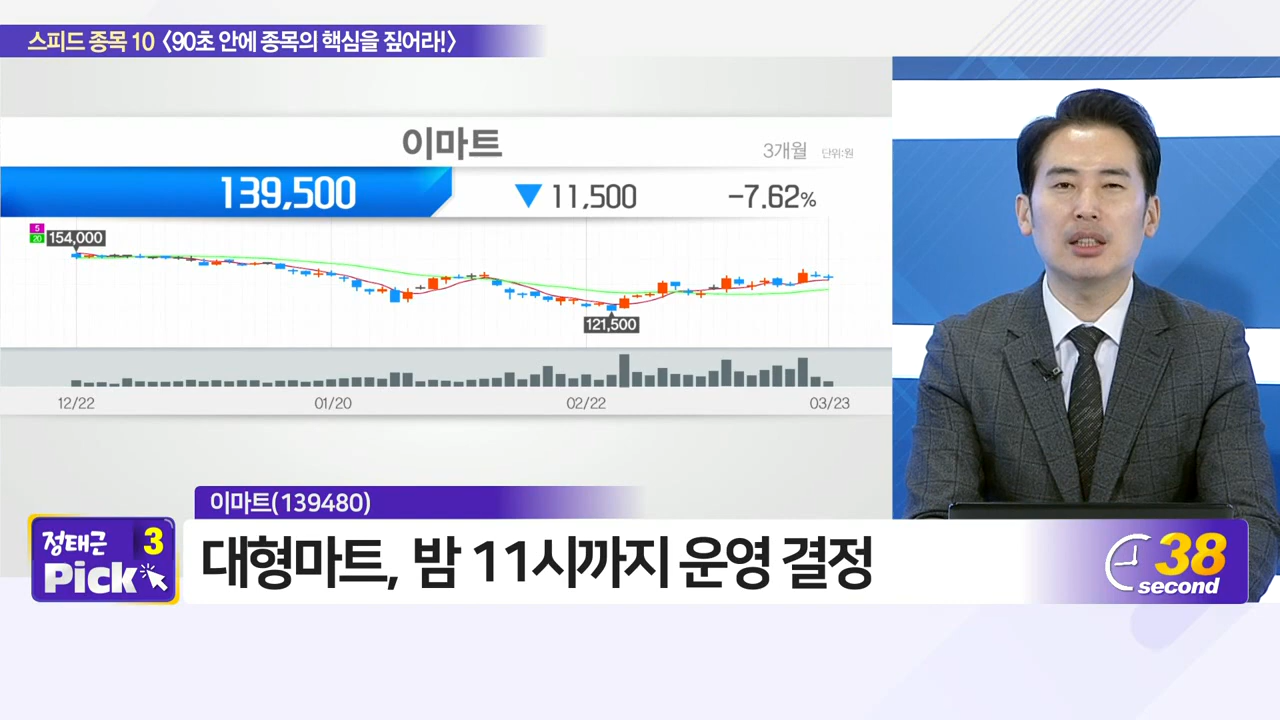 스피드 종목 10 〈90초 안에 종목의 핵심을 짚어라!〉
이마트
3개월 단위:원
139,500 ▼ 11,500 -7.62%
5
20
154,000
121,500
12/22 01/20 02/22 03/23
이마트(139480)
정태근 3
Pick
대형마트, 밤 11시까지 운영 결정
38
second